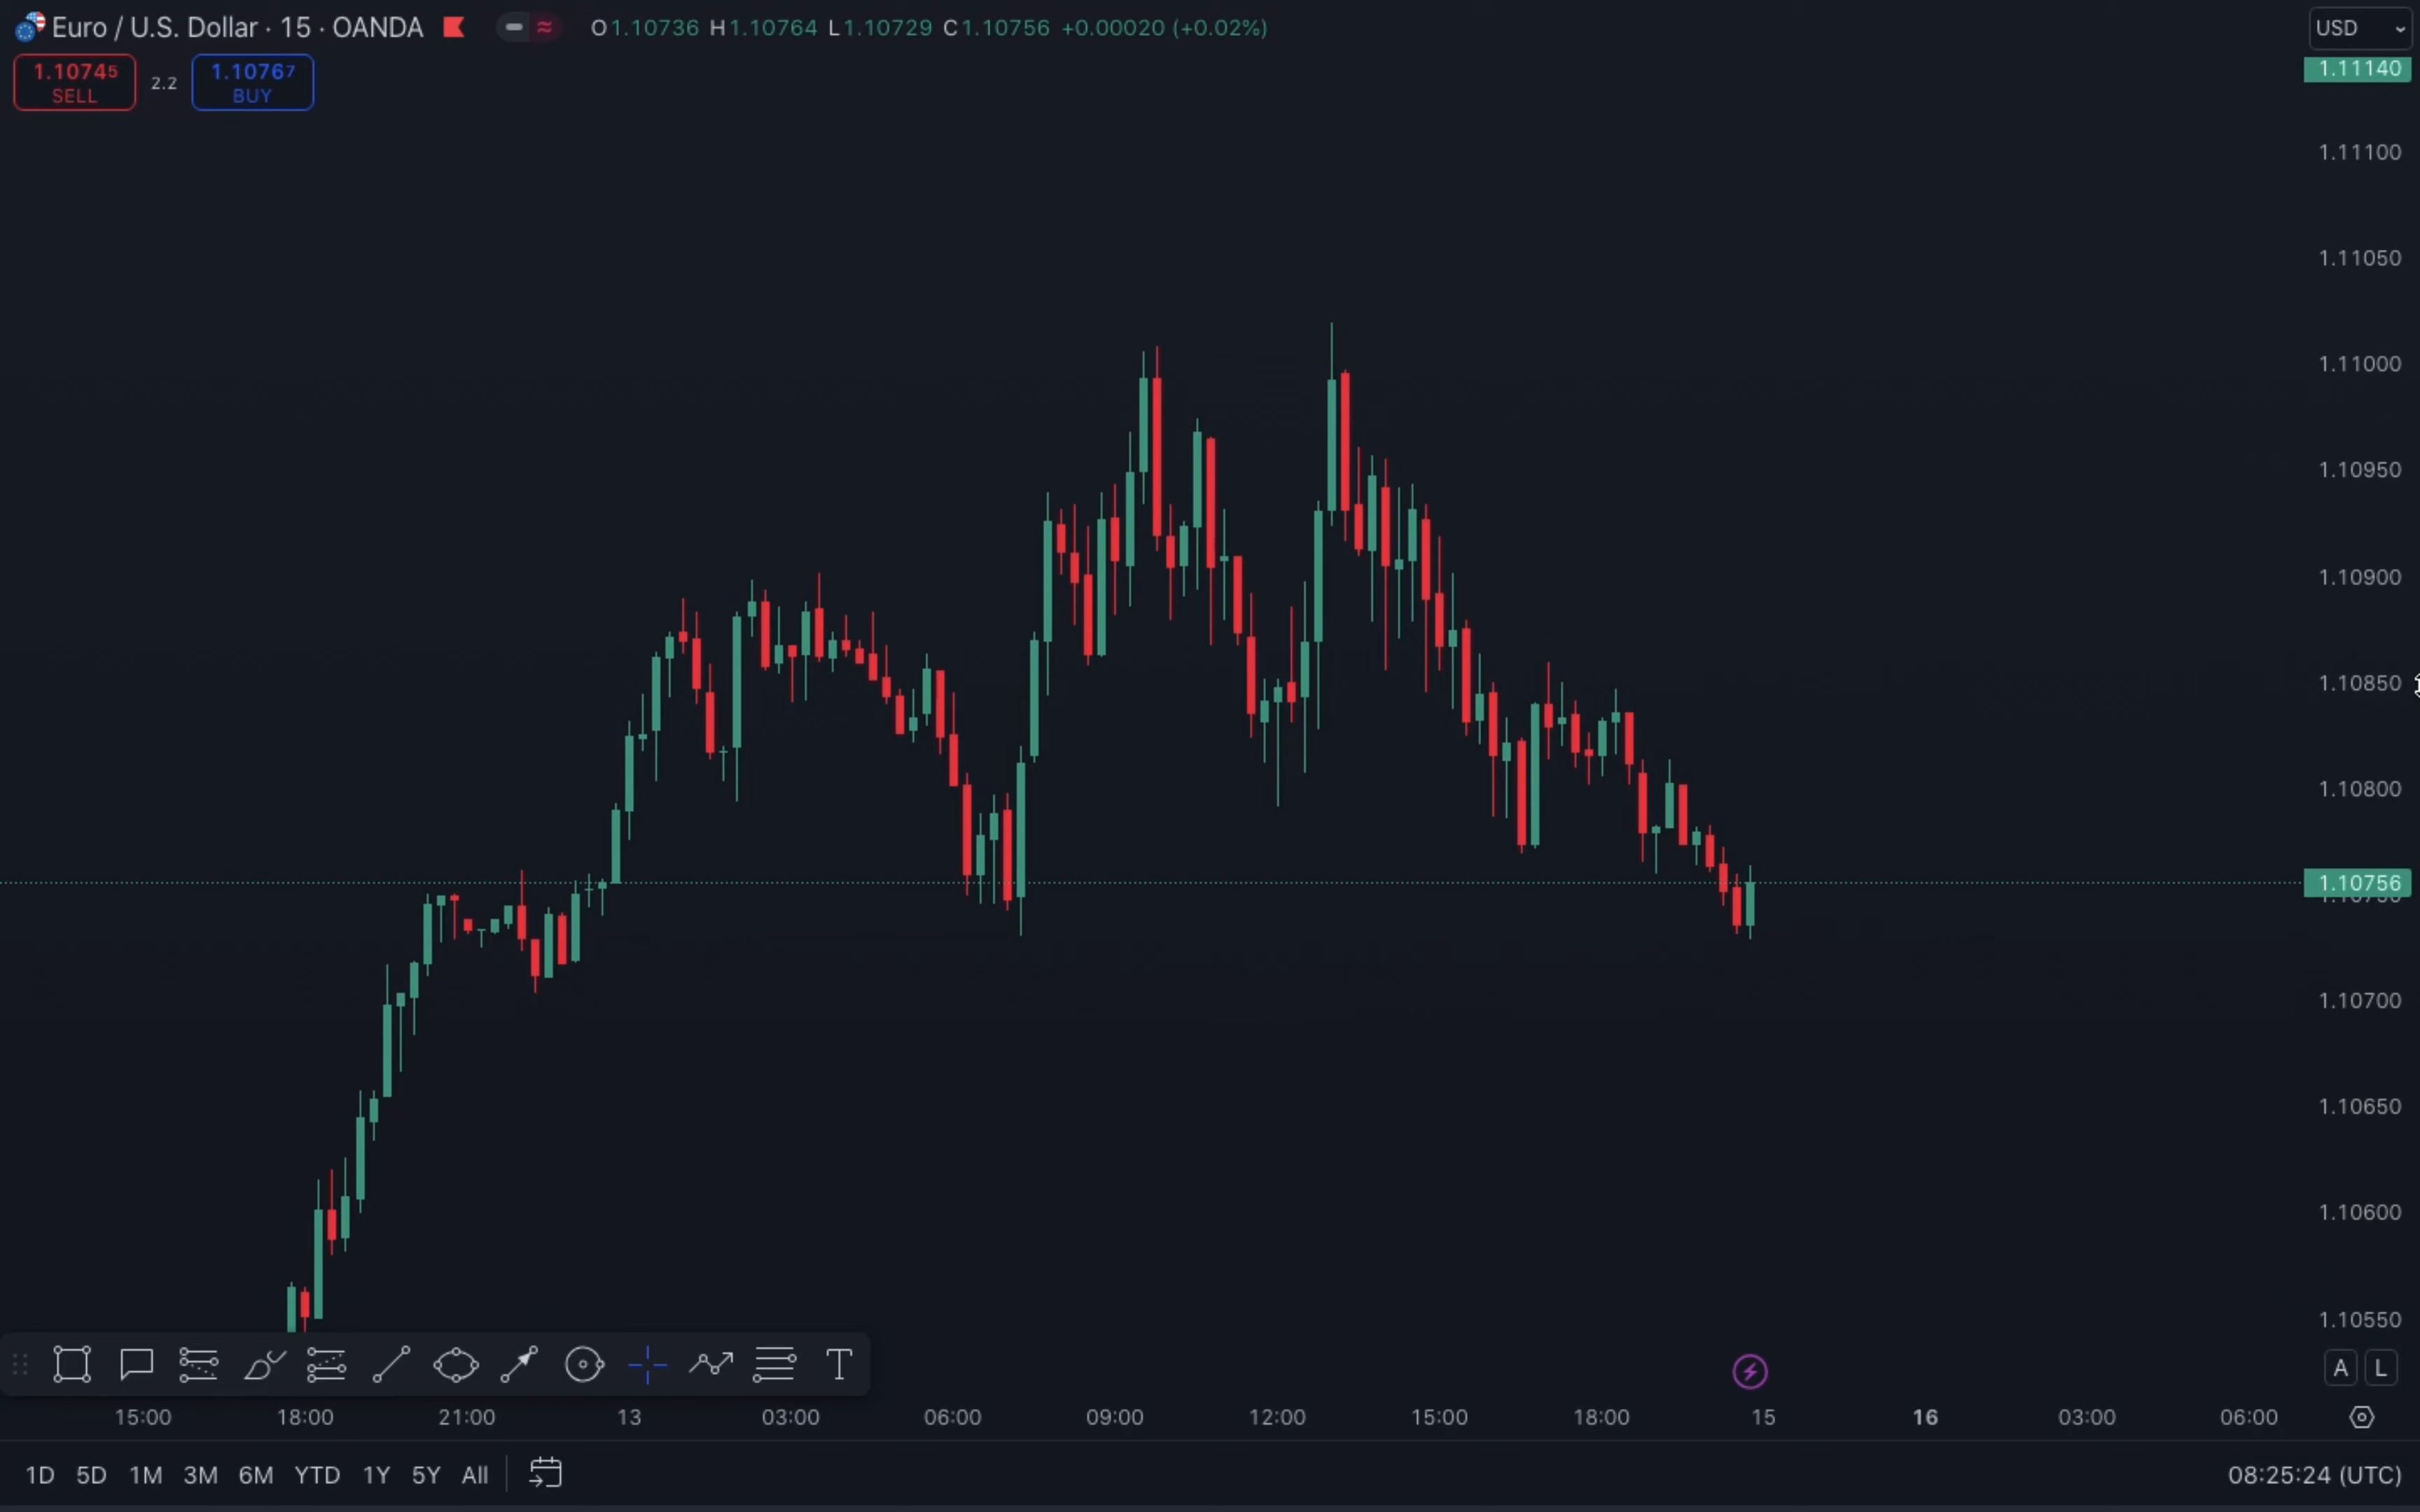 Euro / U.S. Dollar · 15 · OANDA O1.10736 H1.10764 L1.10729 C1.10756 +0.00020 (+0.02%) USD
1.10745 2.2 1.10767
SELL BUY
1.11140
1.11100
1.11050
1.11000
1.10950
1.10900
1.10850
1.10800
1.10756
1.10700
1.10650
1.10600
1.10550
T A L
15:00 18:00 21:00 13 03:00 06:00 09:00 12:00 15:00 18:00 15 16 03:00 06:00
1D 5D 1M 3M 6M YTD 1Y 5Y All 08:25:24 (UTC)